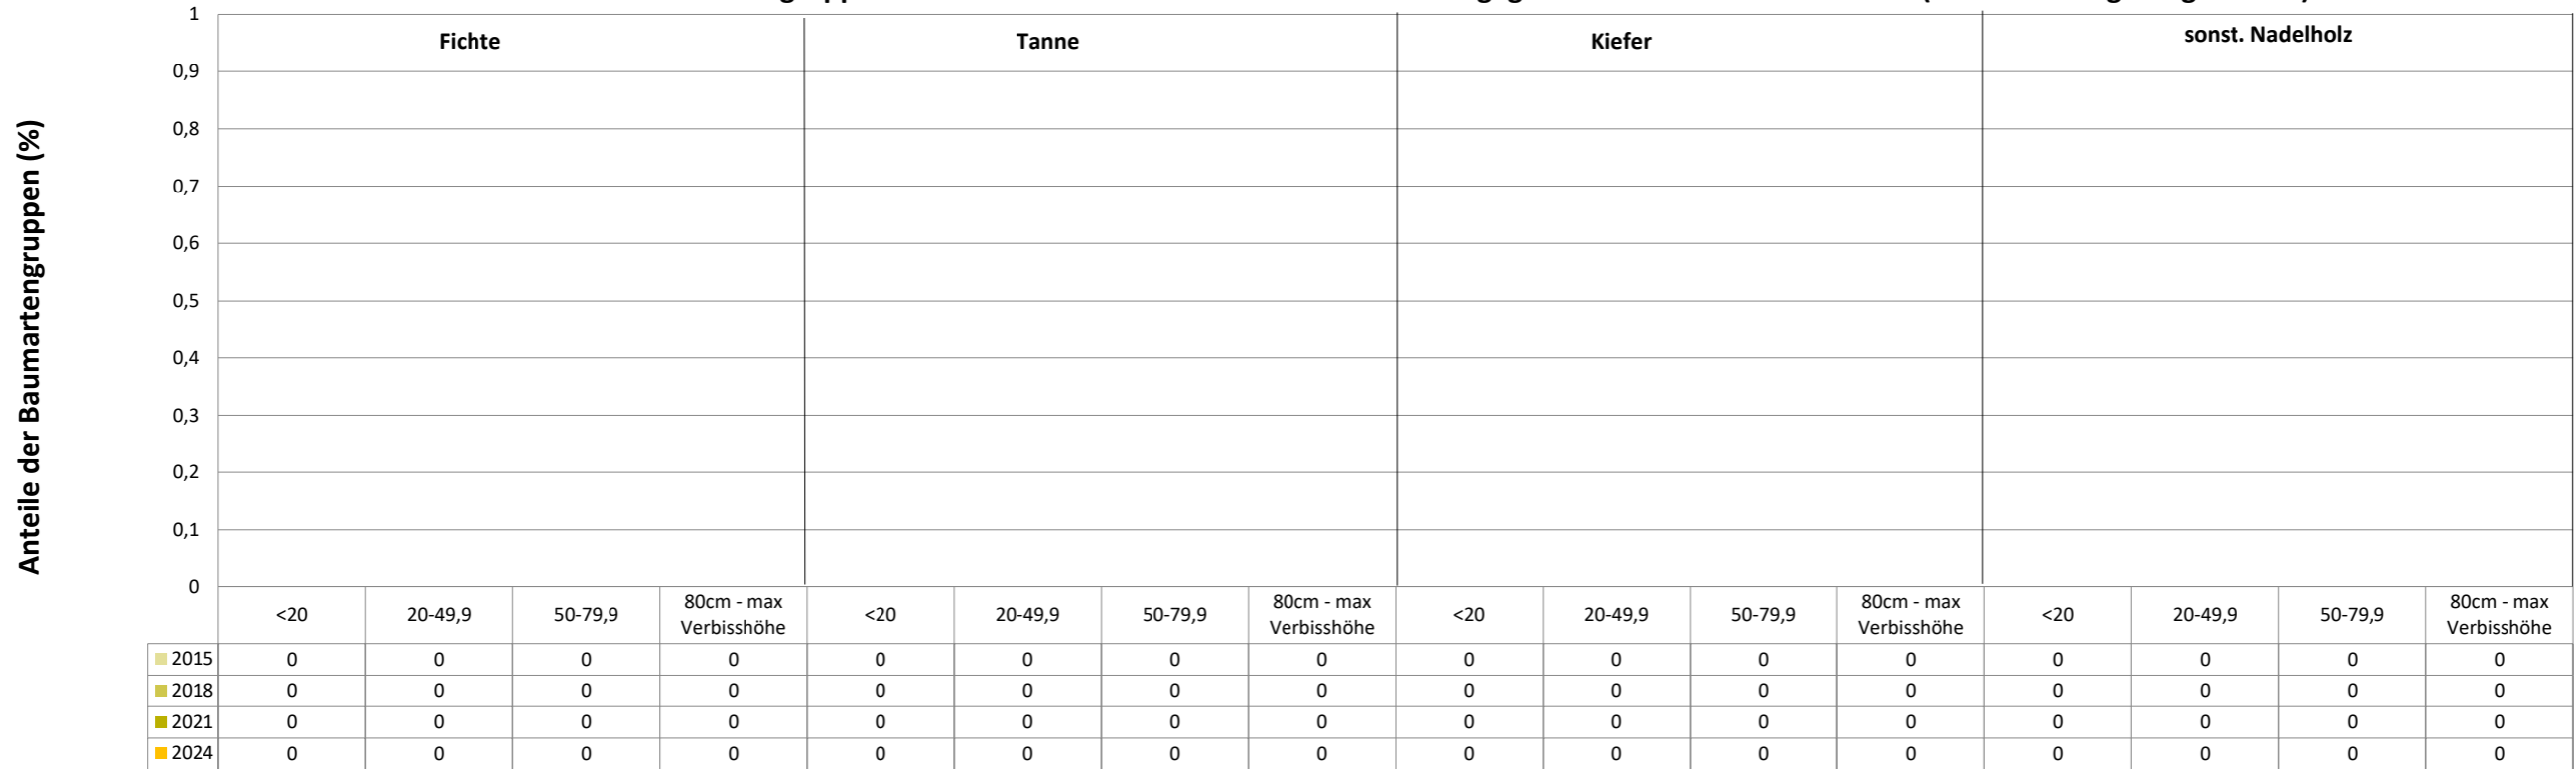 1
Fichte Tanne Kiefer sonst. Nadelholz
0,9
0,8
0,7
0,6
0,5
0,4
0,3
0,2
0,1
0
Anteile der Baumartengruppen (%)
<20 20-49,9 50-79,9 80cm - max Verbisshöhe <20 20-49,9 50-79,9 80cm - max Verbisshöhe <20 20-49,9 50-79,9 80cm - max Verbisshöhe <20 20-49,9 50-79,9 80cm - max Verbisshöhe
2015 0 0 0 0 0 0 0 0 0 0 0 0 0 0 0 0
2018 0 0 0 0 0 0 0 0 0 0 0 0 0 0 0 0
2021 0 0 0 0 0 0 0 0 0 0 0 0 0 0 0 0
2024 0 0 0 0 0 0 0 0 0 0 0 0 0 0 0 0